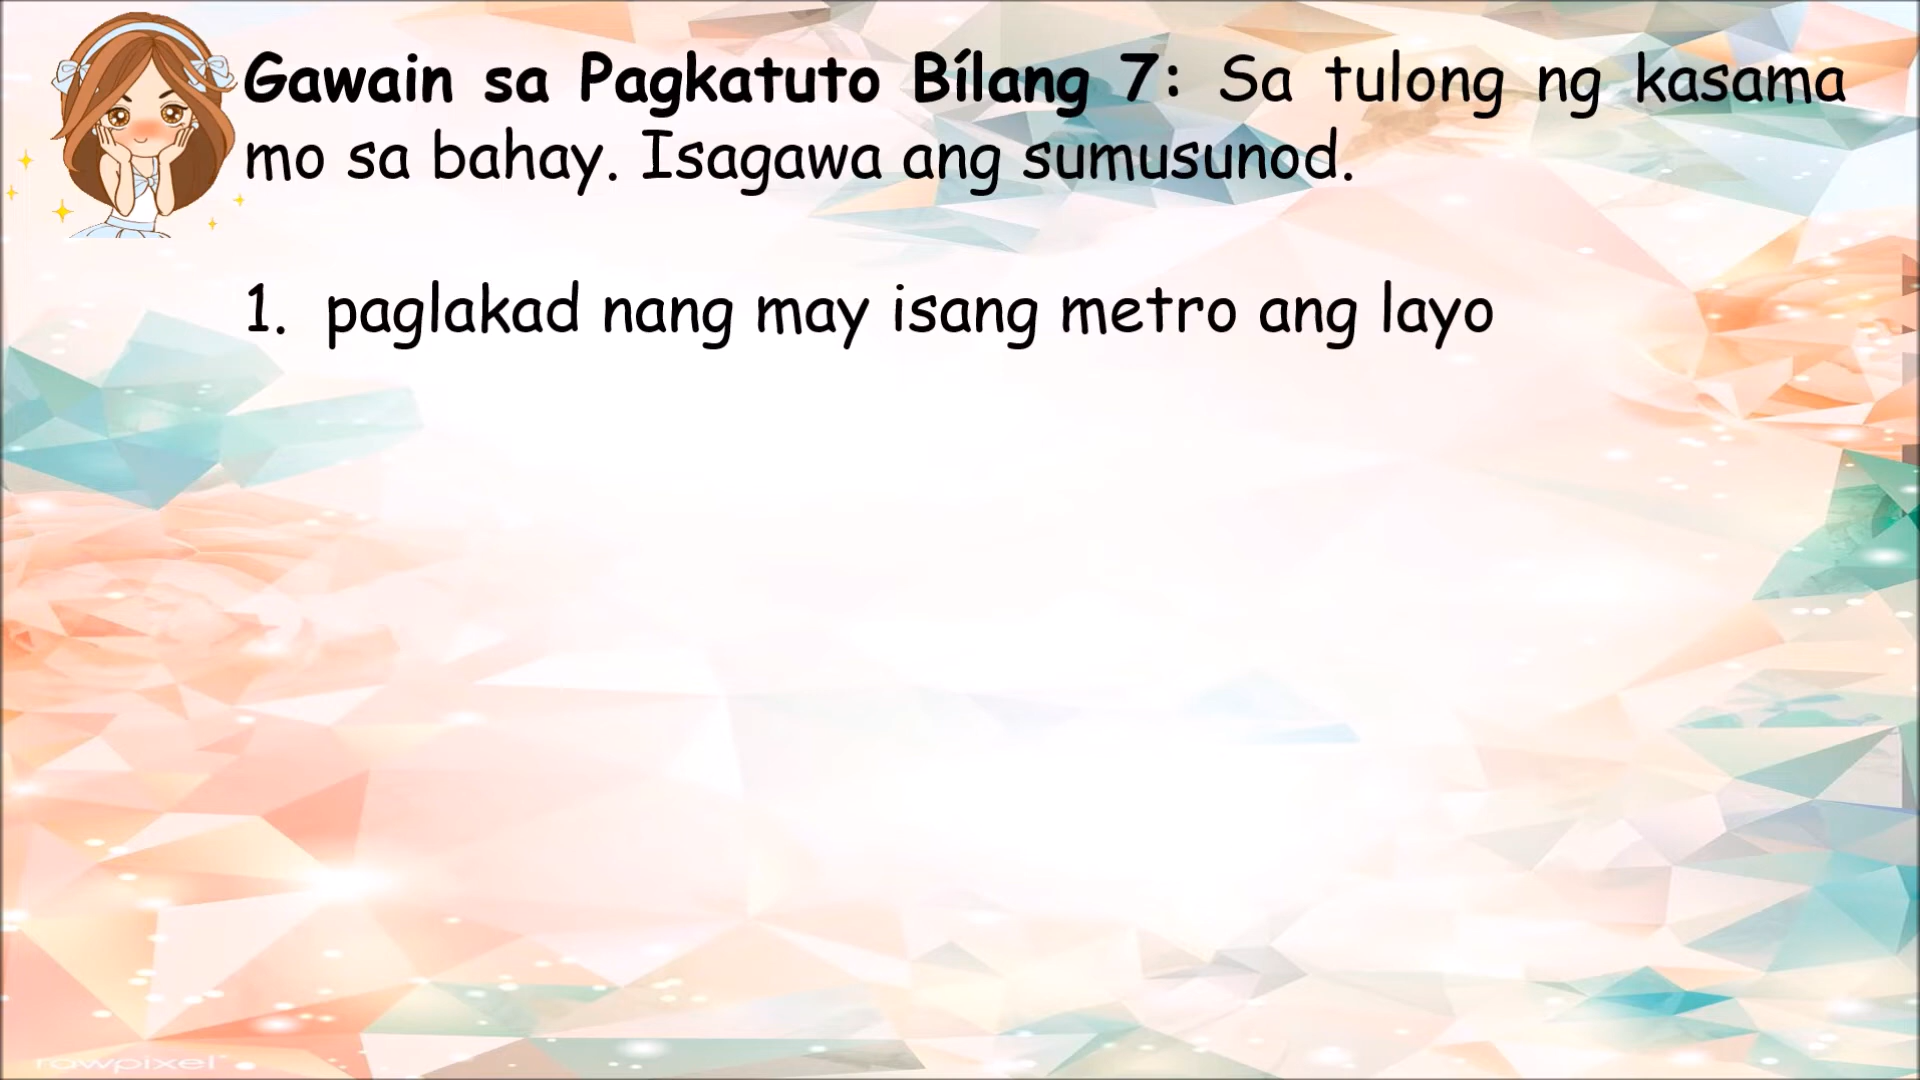 Gawain sa Pagkatuto Bílang 7: Sa tulong ng kasama
mo sa bahay. Isagawa ang sumusunod.
1. paglakad nang may isang metro ang layo
rawpixel